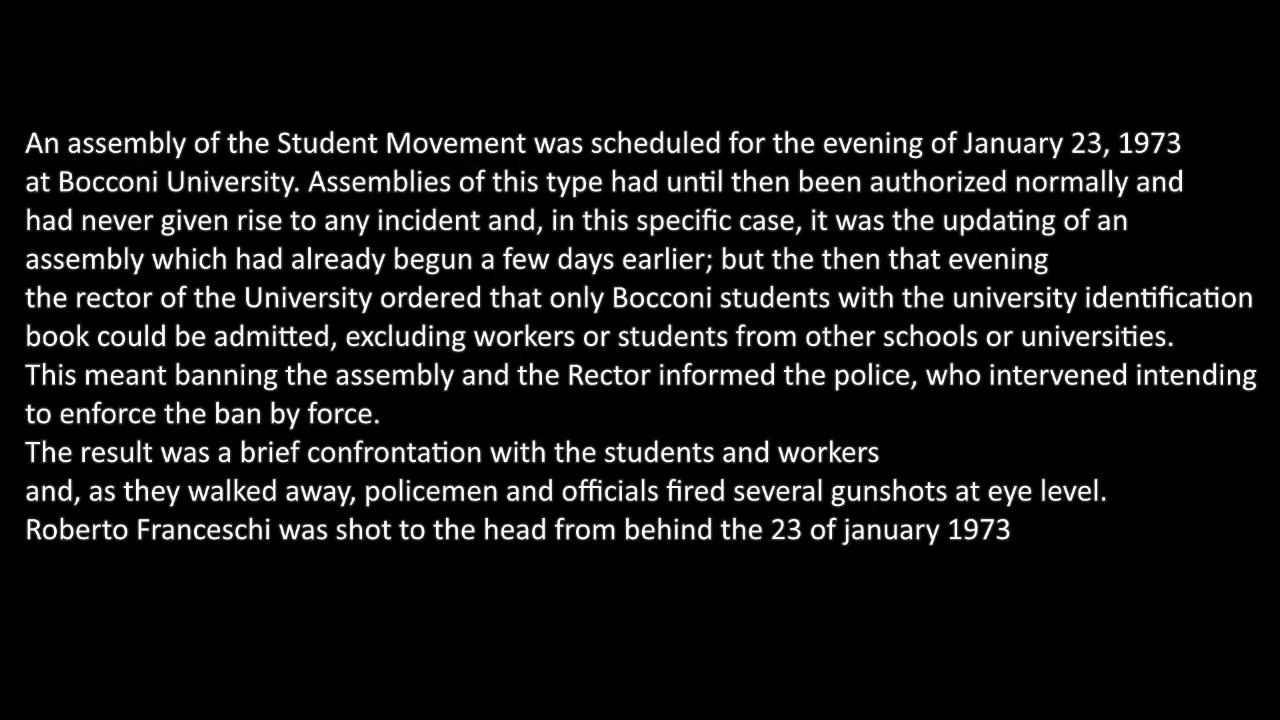 An assembly of the Student Movement was scheduled for the evening of January 23, 1973
at Bocconi University. Assemblies of this type had until then been authorized normally and
had never given rise to any incident and, in this specific case, it was the updating of an
assembly which had already begun a few days earlier; but the then that evening
the rector of the University ordered that only Bocconi students with the university identification
book could be admitted, excluding workers or students from other schools or universities.
This meant banning the assembly and the Rector informed the police, who intervened intending
to enforce the ban by force.
The result was a brief confrontation with the students and workers
and, as they walked away, policemen and officials fired several gunshots at eye level.
Roberto Franceschi was shot to the head from behind the 23 of january 1973